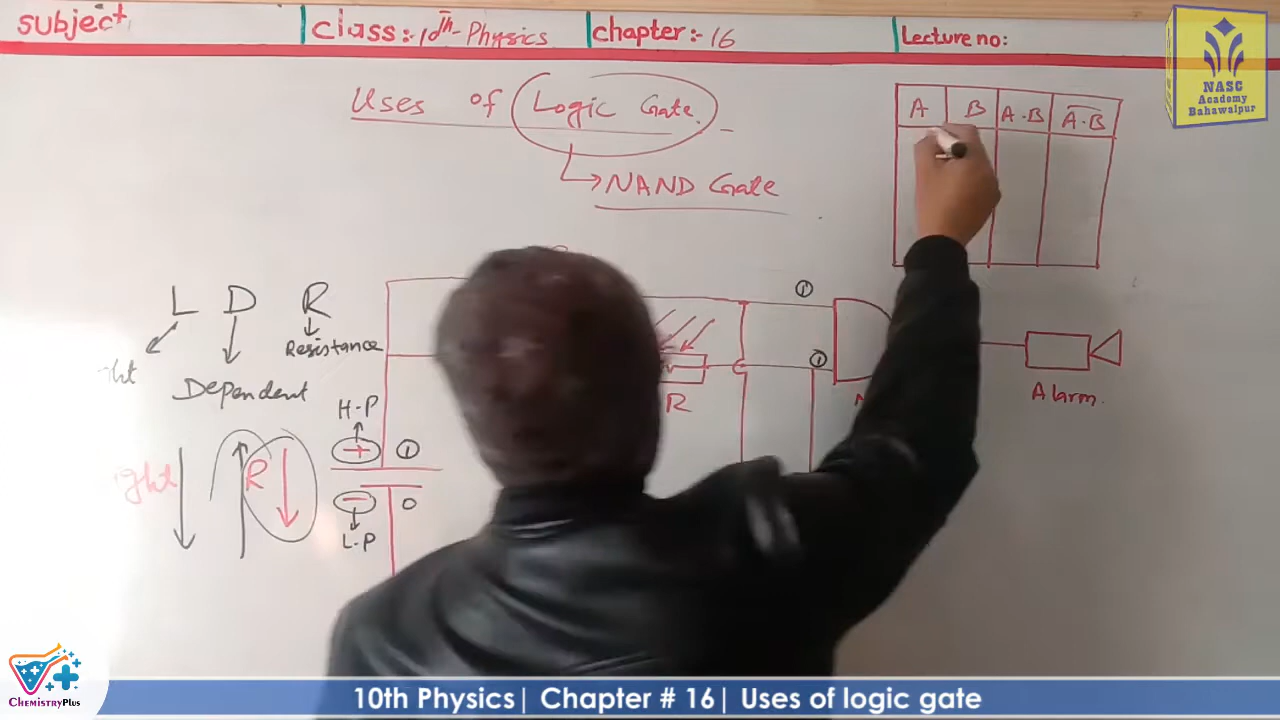 subject
class:- 10th- Physics
chapter:- 16
Lecture no:
NASC
Academy
Bahawalpur
Uses of Logic Gate.
NAND Gate
A B A·B A̅·̅B̅
L D R
Resistance
Dependent
H-P
+ 1
- 0
L-P
R
R
1
1
Alarm.
ChemistryPlus
10th Physics| Chapter # 16| Uses of logic gate